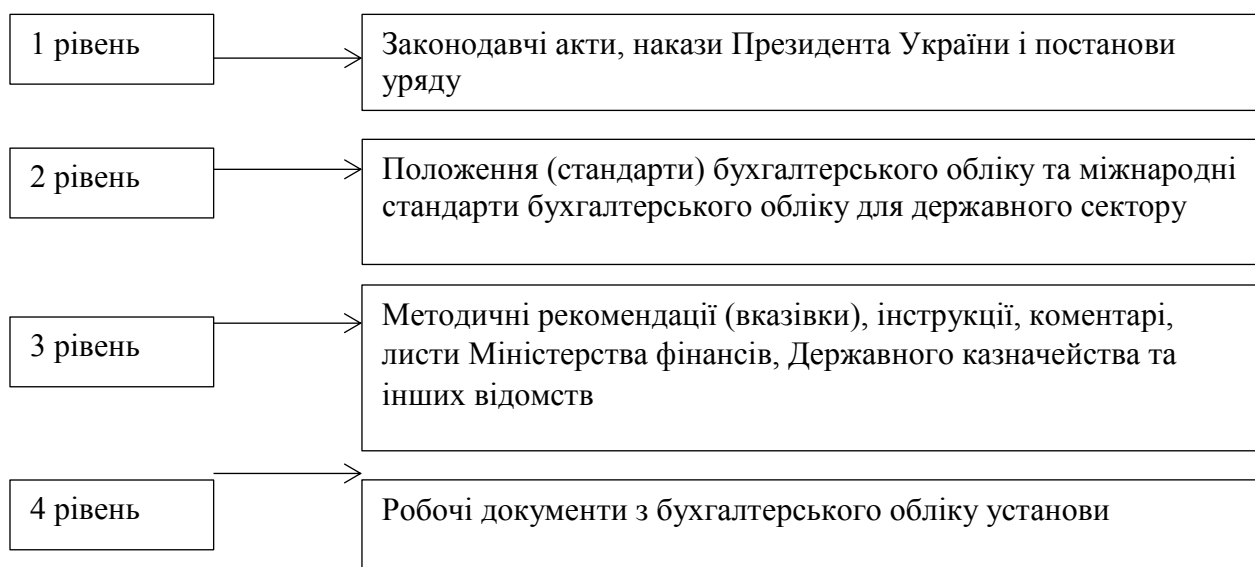 1 рівень
Законодавчі акти, накази Президента України і постанови
уряду
2 рівень
Положення (стандарти) бухгалтерського обліку та міжнародні
стандарти бухгалтерського обліку для державного сектору
3 рівень
Методичні рекомендації (вказівки), інструкції, коментарі,
листи Міністерства фінансів, Державного казначейства та
інших відомств
4 рівень
Робочі документи з бухгалтерського обліку установи